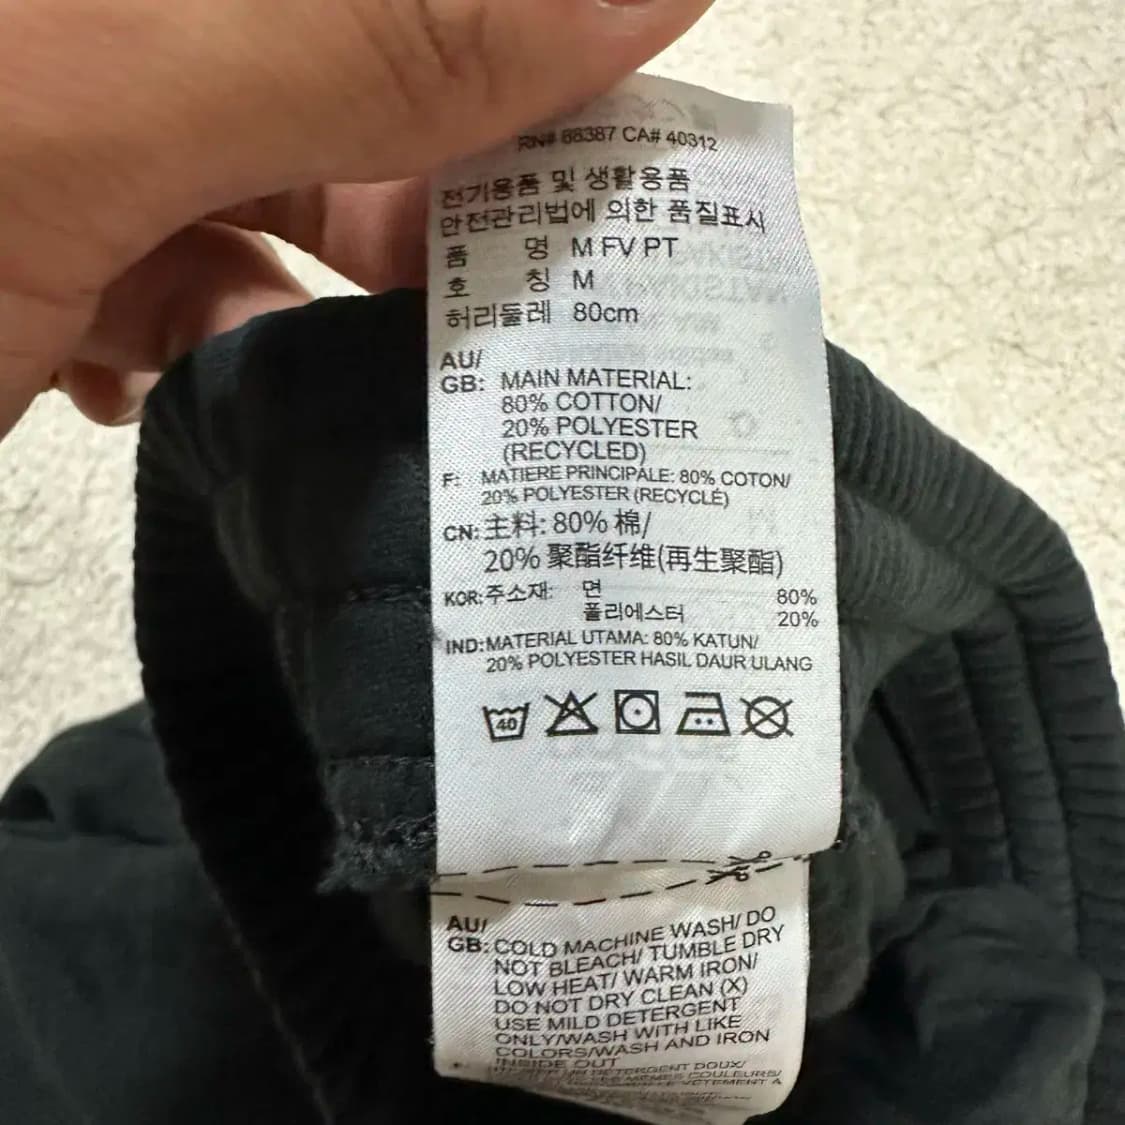 RN# 88387 CA# 40312
전기용품 및 생활용품
안전관리법에 의한 품질표시
품 명 M FV PT
호 칭 M
허리둘레 80cm
AU/
GB: MAIN MATERIAL:
80% COTTON/
20% POLYESTER
(RECYCLED)
F: MATIERE PRINCIPALE: 80% COTON/
20% POLYESTER (RECYCLÉ)
CN: 主料: 80% 棉/
20% 聚酯纤维(再生聚酯)
KOR: 주소재: 면 80%
폴리에스터 20%
IND: MATERIAL UTAMA: 80% KATUN/
20% POLYESTER HASIL DAUR ULANG
40
AU/
GB: COLD MACHINE WASH/ DO
NOT BLEACH/ TUMBLE DRY
LOW HEAT/ WARM IRON/
DO NOT DRY CLEAN (X)
USE MILD DETERGENT
ONLY/WASH WITH LIKE
COLORS/WASH AND IRON
INSIDE OUT
DETERGENT DOUX/
MÊMES COULEURS/
VETEMENT A